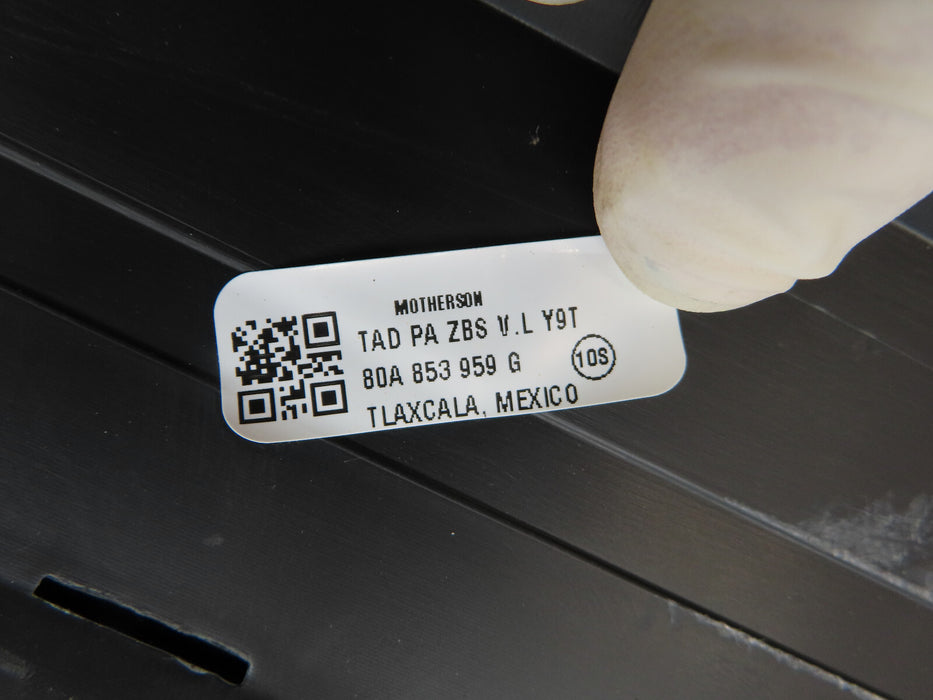 MOTHERSON
TAD PA ZBS V.L Y9T
80A 853 959 G
10S
TLAXCALA, MEXICO